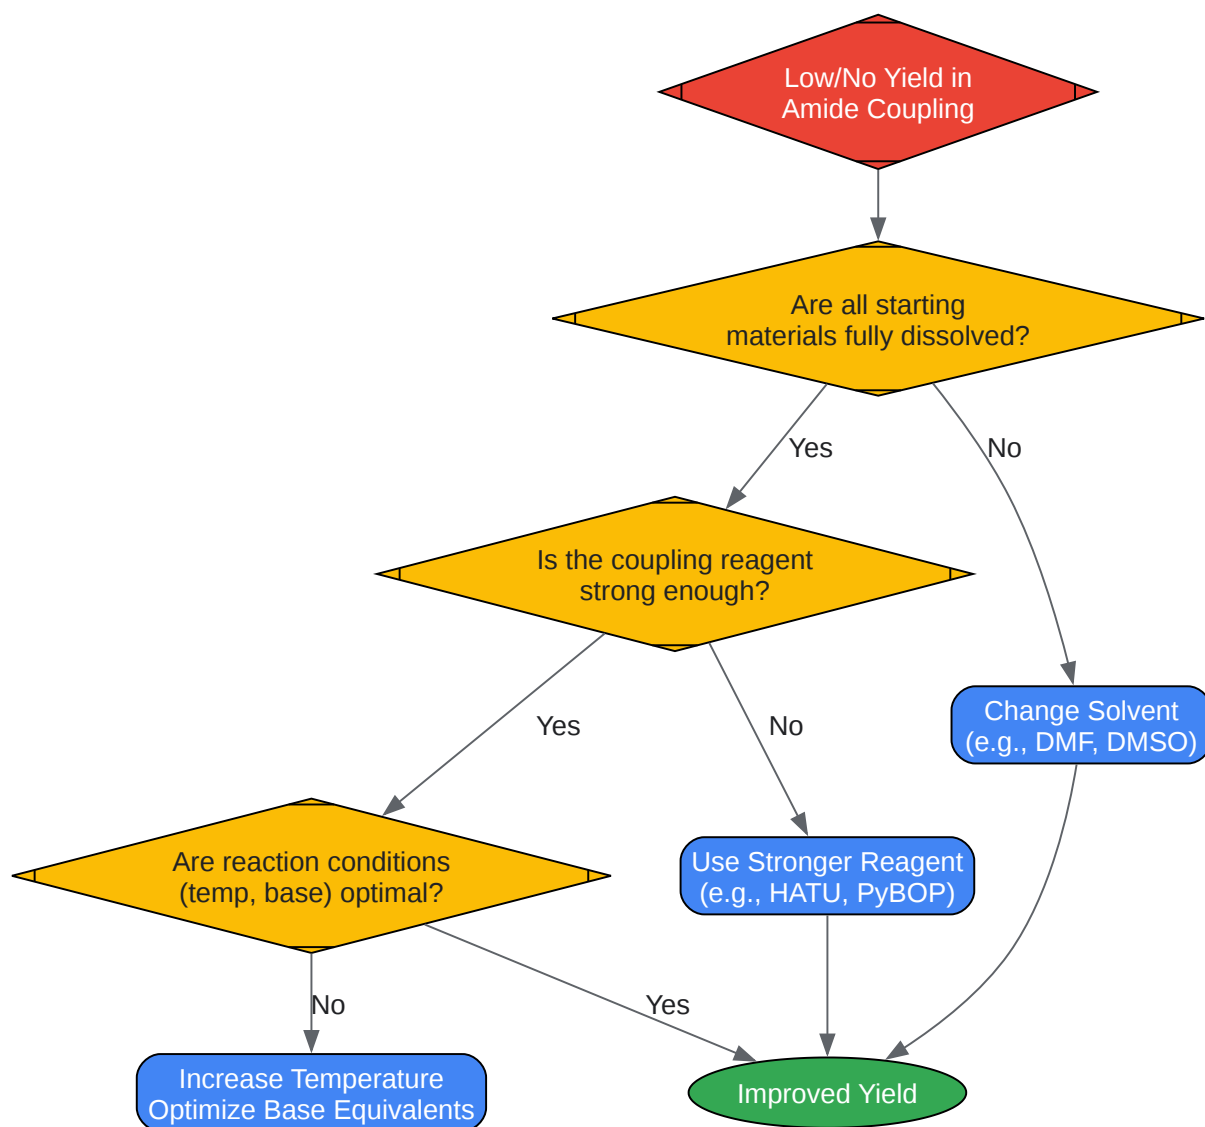 Low/No Yield in
Amide Coupling
Are all starting
materials fully dissolved?
Yes
No
Is the coupling reagent
strong enough?
Yes
No
Change Solvent
(e.g., DMF, DMSO)
Are reaction conditions
(temp, base) optimal?
Use Stronger Reagent
(e.g., HATU, PyBOP)
No
Yes
Increase Temperature
Optimize Base Equivalents
Improved Yield